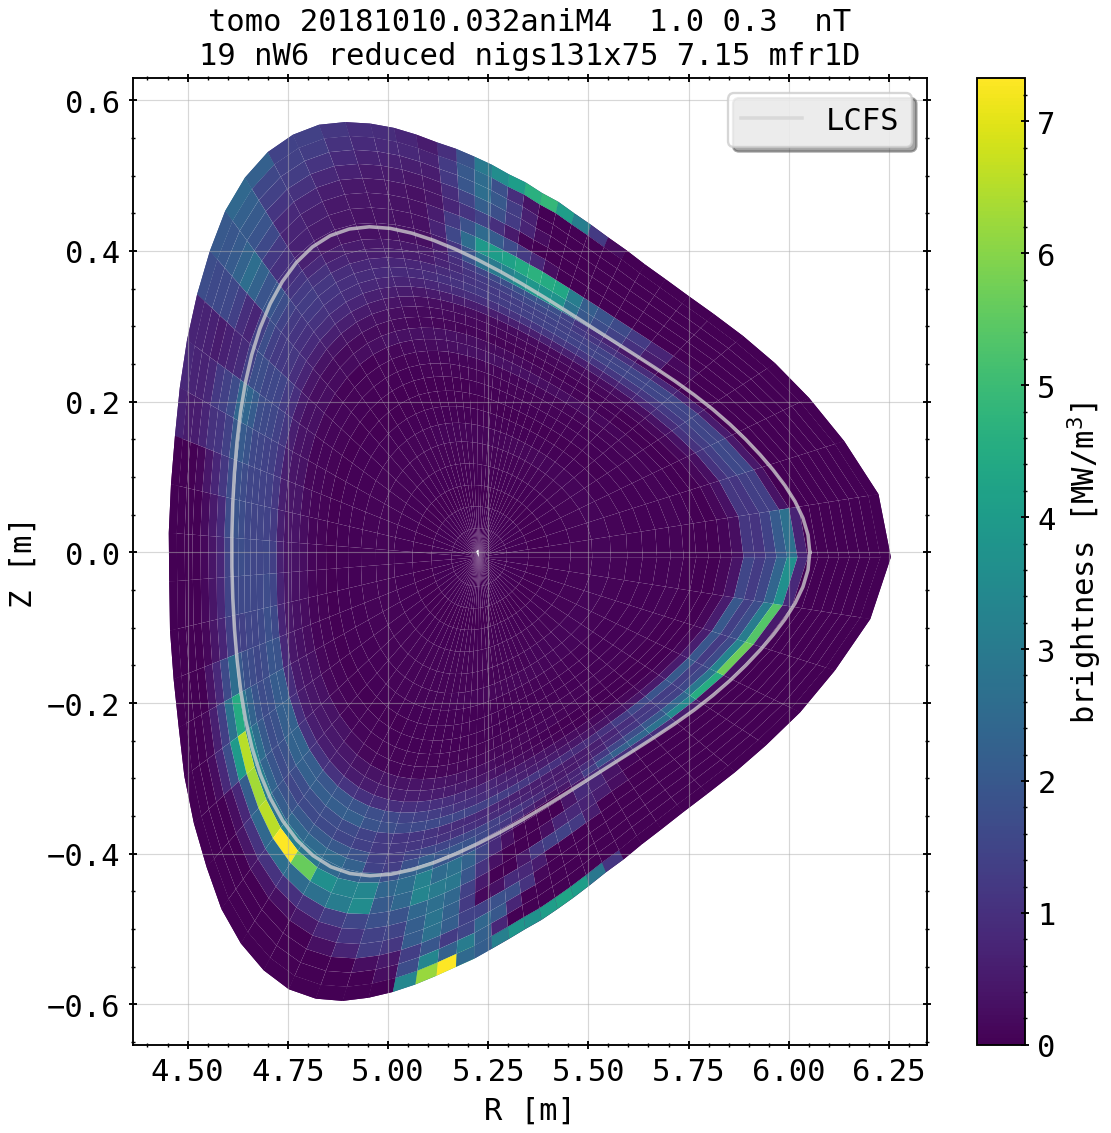 tomo 20181010.032aniM4  1.0 0.3  nT
19 nW6 reduced nigs131x75 7.15 mfr1D
LCFS
0.6
0.4
0.2
0.0
−0.2
−0.4
−0.6
Z [m]
4.50 4.75 5.00 5.25 5.50 5.75 6.00 6.25
R [m]
7
6
5
4
3
2
1
0
brightness [MW/m³]